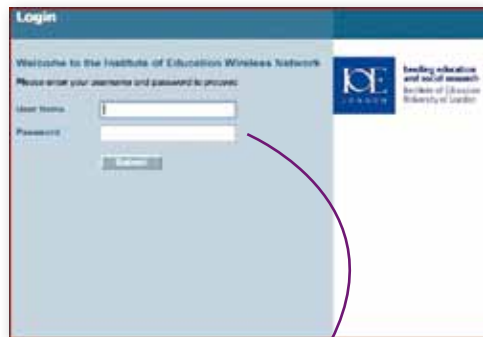 Login
Welcome to the Institute of Education Wireless Network
Please enter your username and password to proceed
User Name
Password
Submit
IOE
LONDON
Leading education
and social research
Institute of Education
University of London